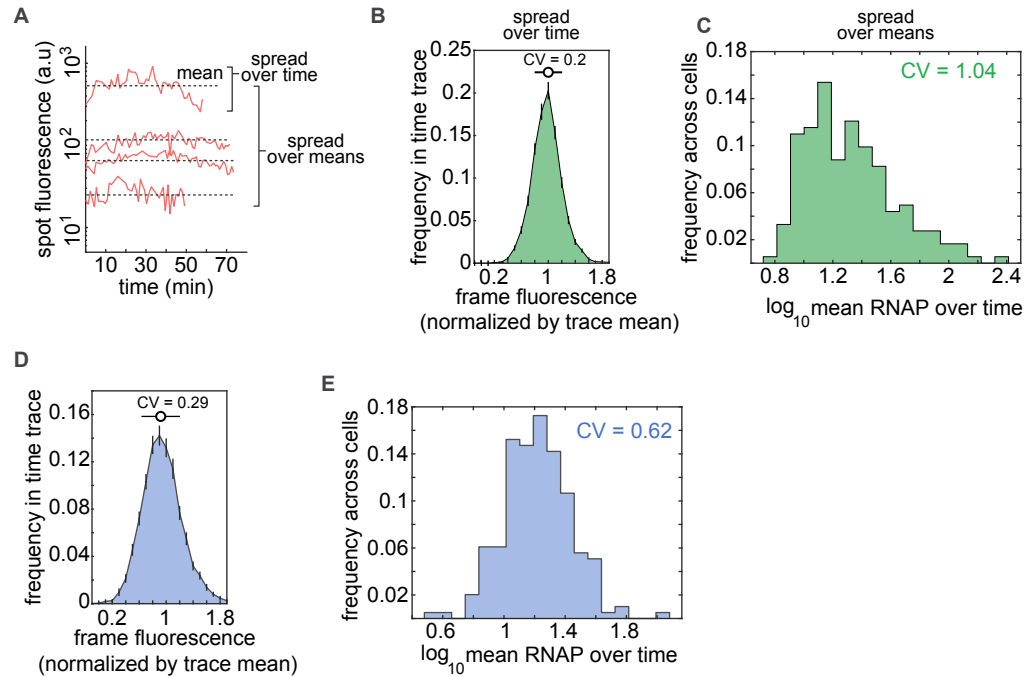 A
spot fluorescence (a.u)
10³
10²
10¹
0
10
30
50
70
time (min)
mean
spread
over time
spread
over means
B
spread
over time
CV = 0.2
frequency in time trace
0.25
0.2
0.15
0.1
0.05
0
0.2
1
1.8
frame fluorescence
(normalized by trace mean)
C
spread
over means
CV = 1.04
frequency across cells
0.18
0.14
0.1
0.06
0.02
0.8
1.2
1.6
2
2.4
log₁₀ mean RNAP over time
D
CV = 0.29
frequency in time trace
0.16
0.12
0.08
0.04
0
0.2
1
1.8
frame fluorescence
(normalized by trace mean)
E
CV = 0.62
frequency across cells
0.18
0.14
0.1
0.06
0.02
0.6
1
1.4
1.8
log₁₀ mean RNAP over time